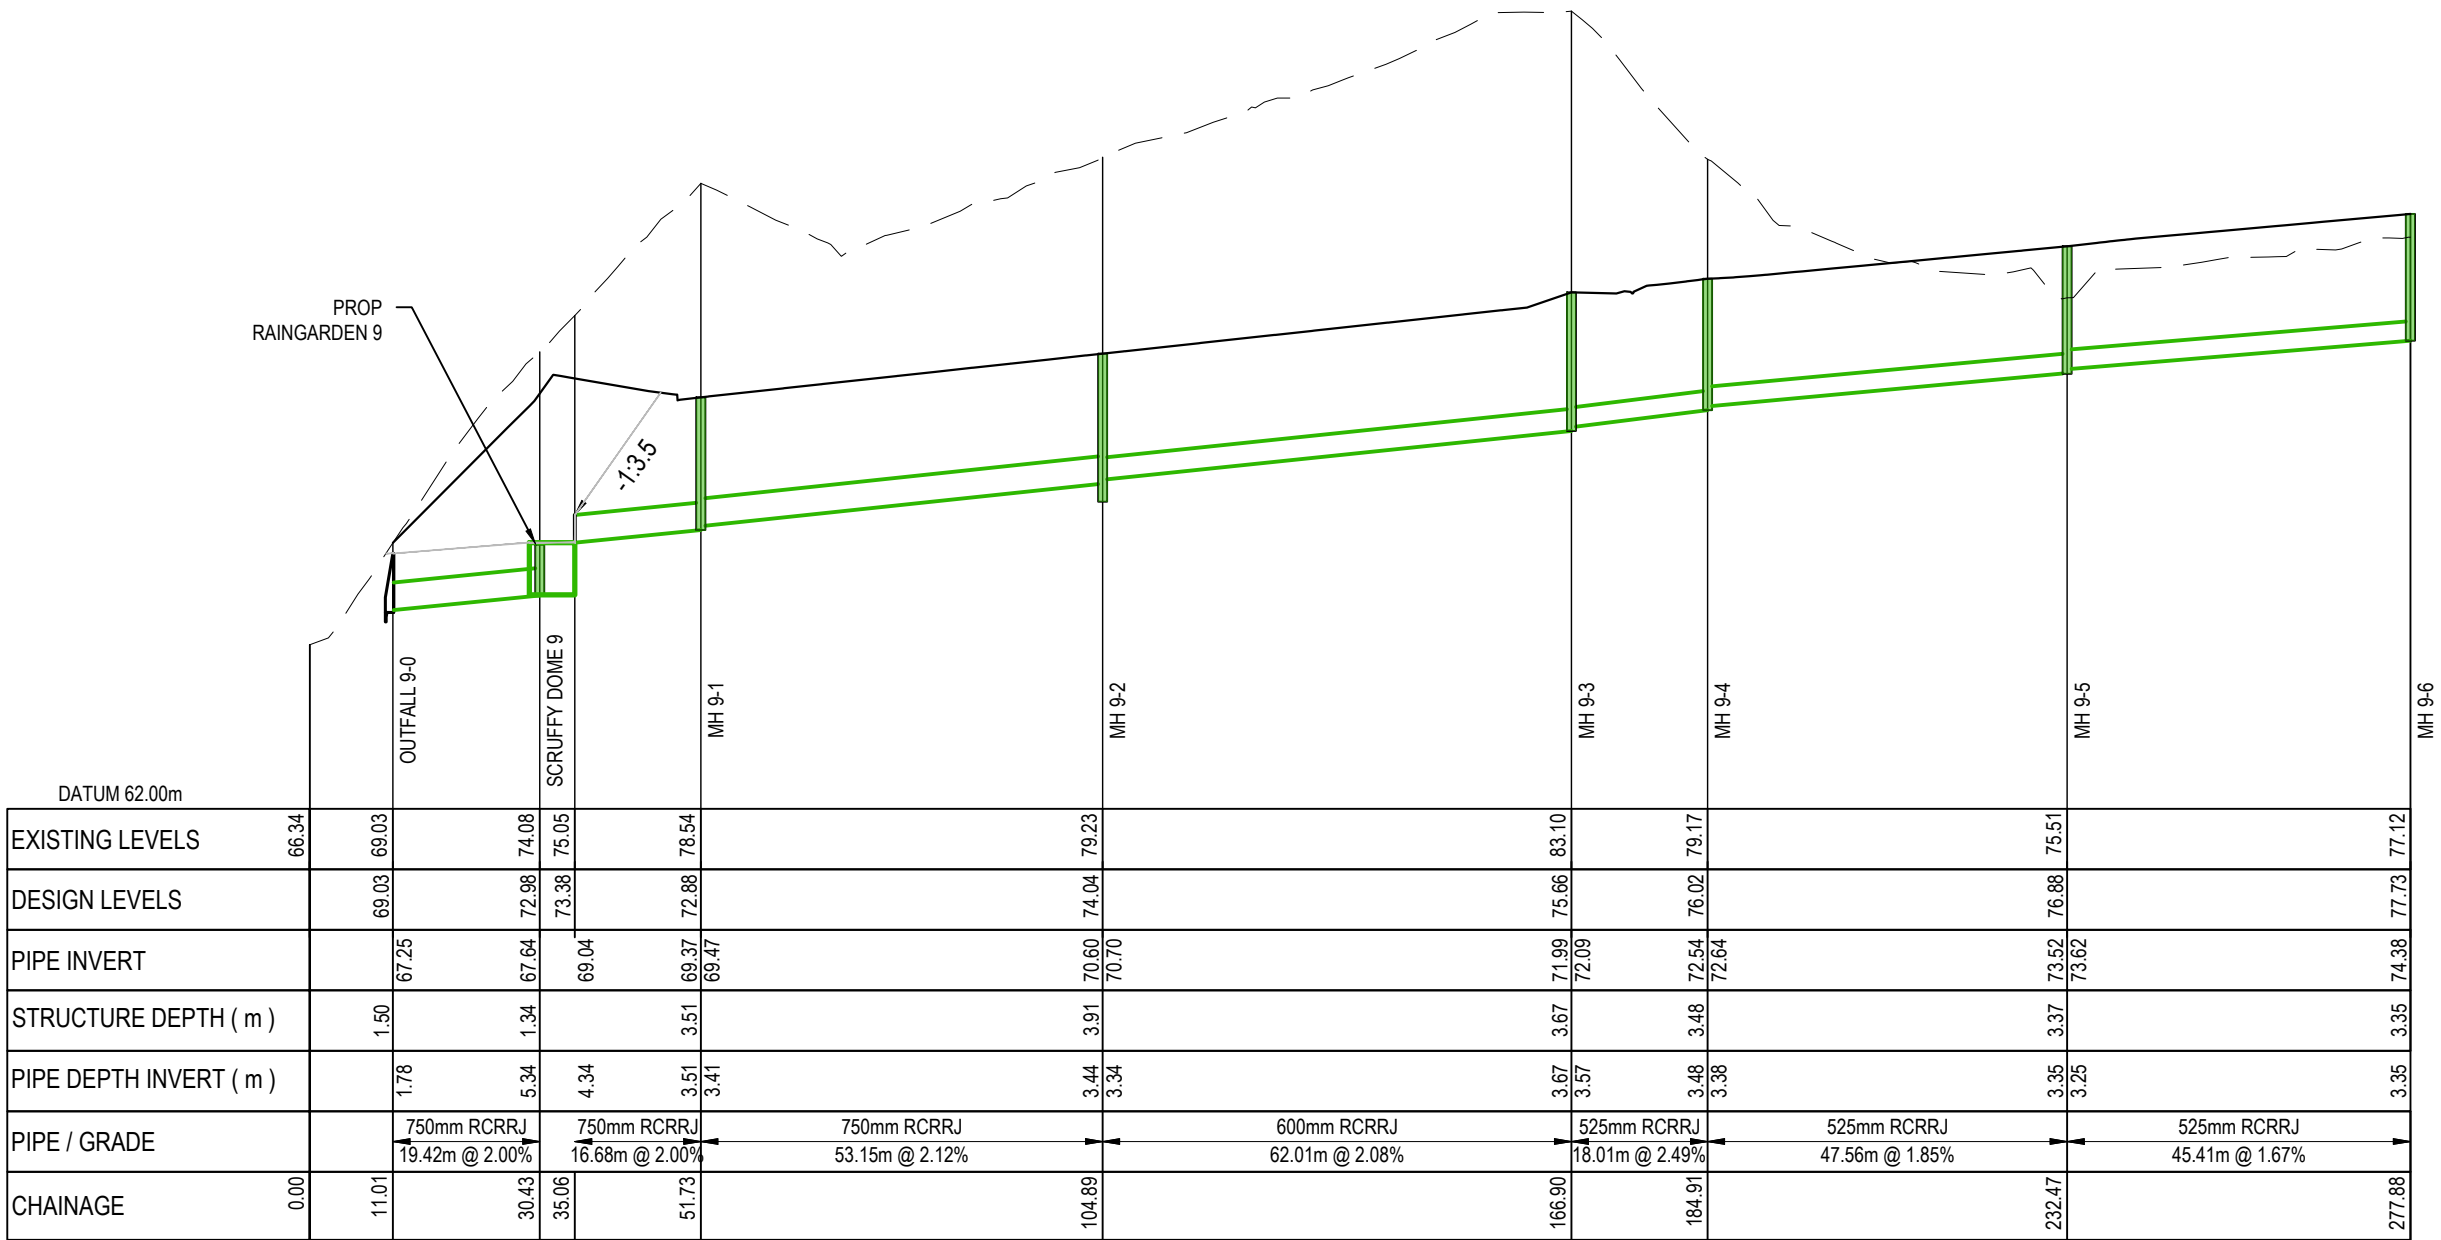 PROP
RAINGARDEN 9
-1:3.5
OUTFALL 9-0
SCRUFFY DOME 9
MH 9-1
MH 9-2
MH 9-3
MH 9-4
MH 9-5
MH 9-6
DATUM 62.00m
EXISTING LEVELS 66.34 69.03 74.08 75.05 78.54 79.23 83.10 79.17 75.51 77.12
DESIGN LEVELS 69.03 72.98 73.38 72.88 74.04 75.66 76.02 76.88 77.73
PIPE INVERT 67.25 67.64 69.04 69.37 69.47 70.60 70.70 71.99 72.09 72.54 72.64 73.52 73.62 74.38
STRUCTURE DEPTH ( m ) 1.50 1.34 3.51 3.91 3.67 3.48 3.37 3.35
PIPE DEPTH INVERT ( m ) 1.78 5.34 4.34 3.51 3.41 3.44 3.34 3.67 3.57 3.48 3.38 3.35 3.25 3.35
PIPE / GRADE
750mm RCRRJ 750mm RCRRJ 750mm RCRRJ 600mm RCRRJ 525mm RCRRJ 525mm RCRRJ 525mm RCRRJ
19.42m @ 2.00% 16.68m @ 2.00% 53.15m @ 2.12% 62.01m @ 2.08% 18.01m @ 2.49% 47.56m @ 1.85% 45.41m @ 1.67%
CHAINAGE 0.00 11.01 30.43 35.06 51.73 104.89 166.90 184.91 232.47 277.88